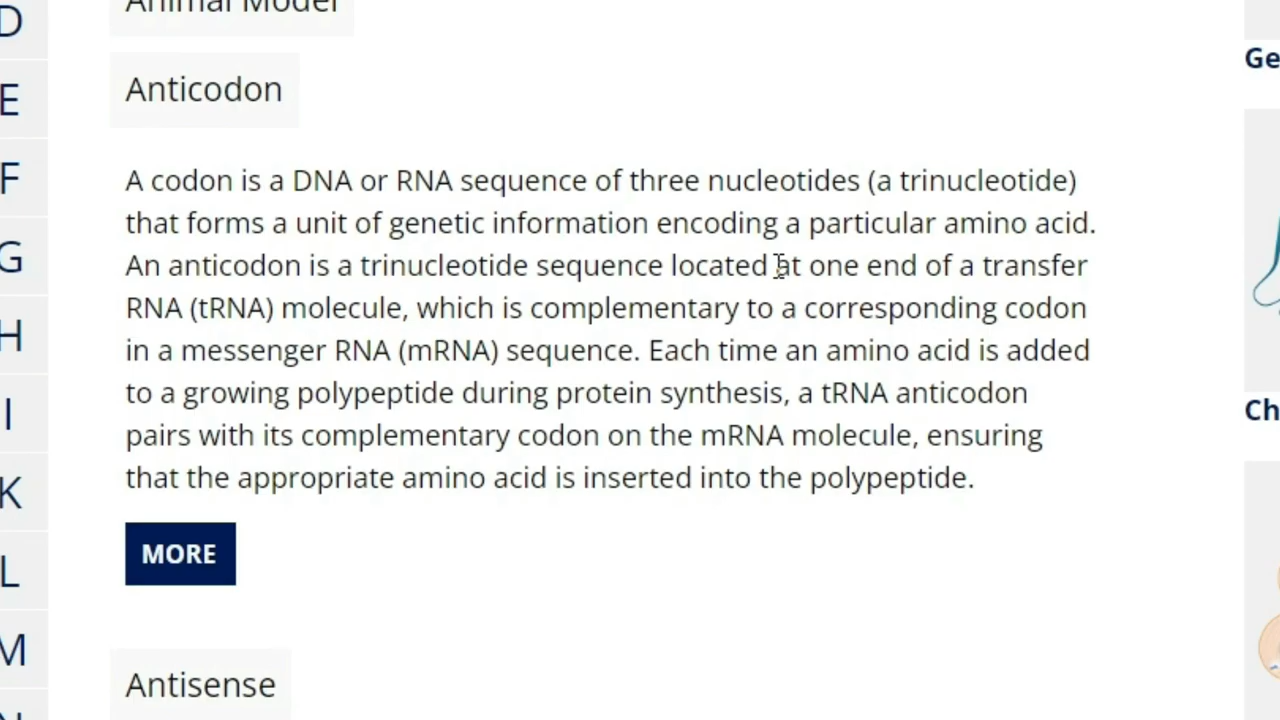 Animal Model
D
Anticodon
E
F
G
H
I
K
L
M
A codon is a DNA or RNA sequence of three nucleotides (a trinucleotide)
that forms a unit of genetic information encoding a particular amino acid.
An anticodon is a trinucleotide sequence located at one end of a transfer
RNA (tRNA) molecule, which is complementary to a corresponding codon
in a messenger RNA (mRNA) sequence. Each time an amino acid is added
to a growing polypeptide during protein synthesis, a tRNA anticodon
pairs with its complementary codon on the mRNA molecule, ensuring
that the appropriate amino acid is inserted into the polypeptide.
MORE
Antisense
Ge
Ch